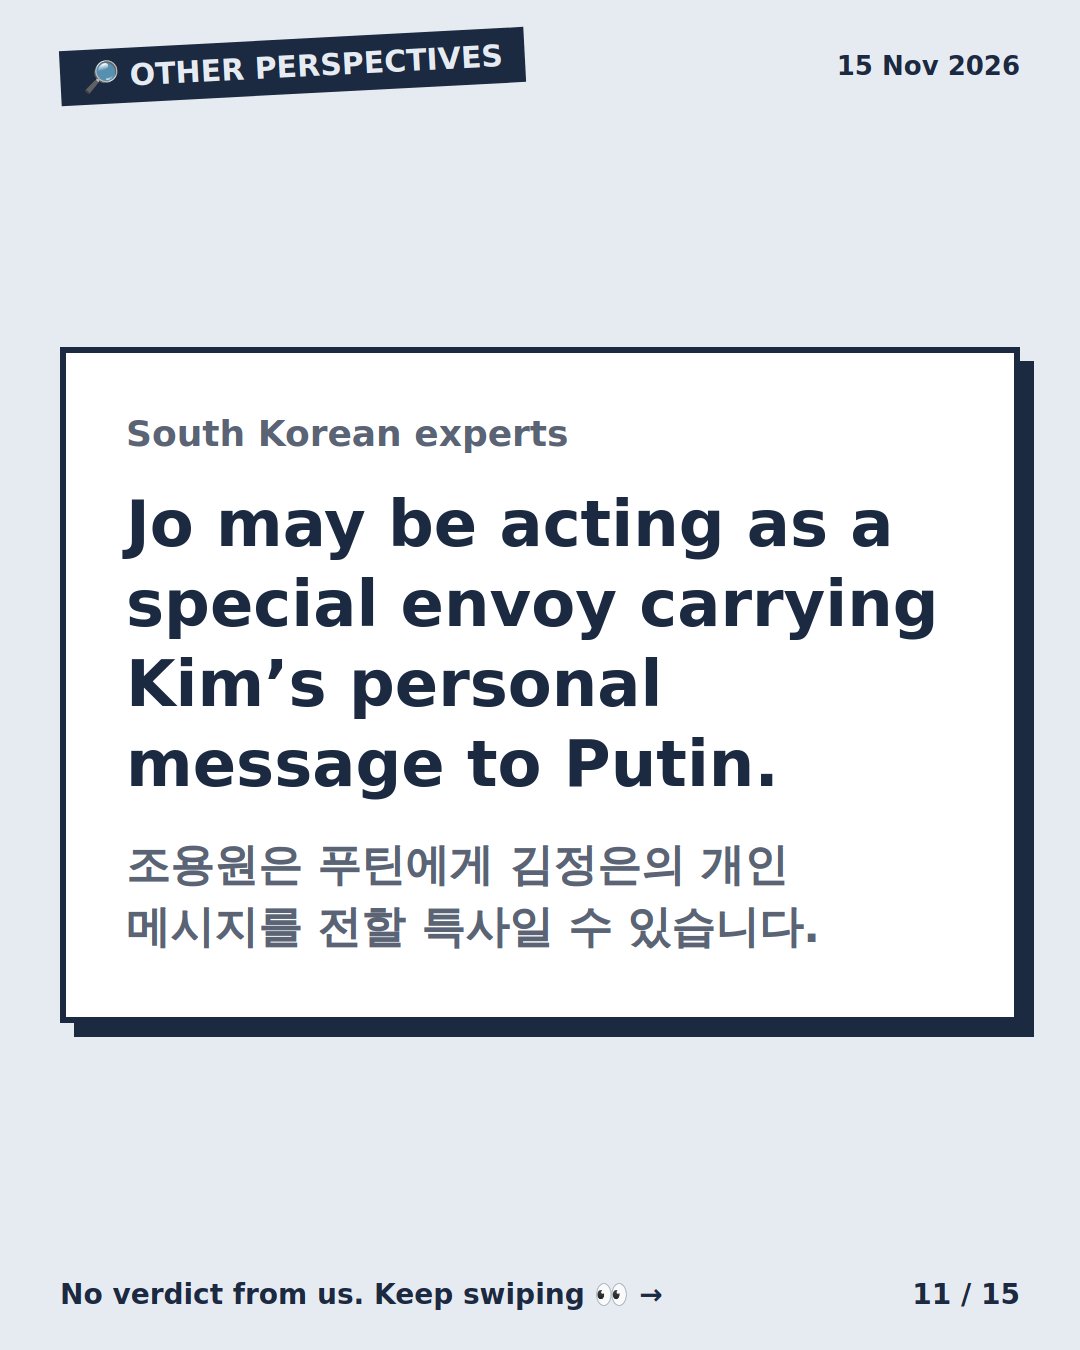 🔎 OTHER PERSPECTIVES
15 Nov 2026
South Korean experts
Jo may be acting as a
special envoy carrying
Kim’s personal
message to Putin.
조용원은 푸틴에게 김정은의 개인
메시지를 전할 특사일 수 있습니다.
No verdict from us. Keep swiping 👀 →
11 / 15